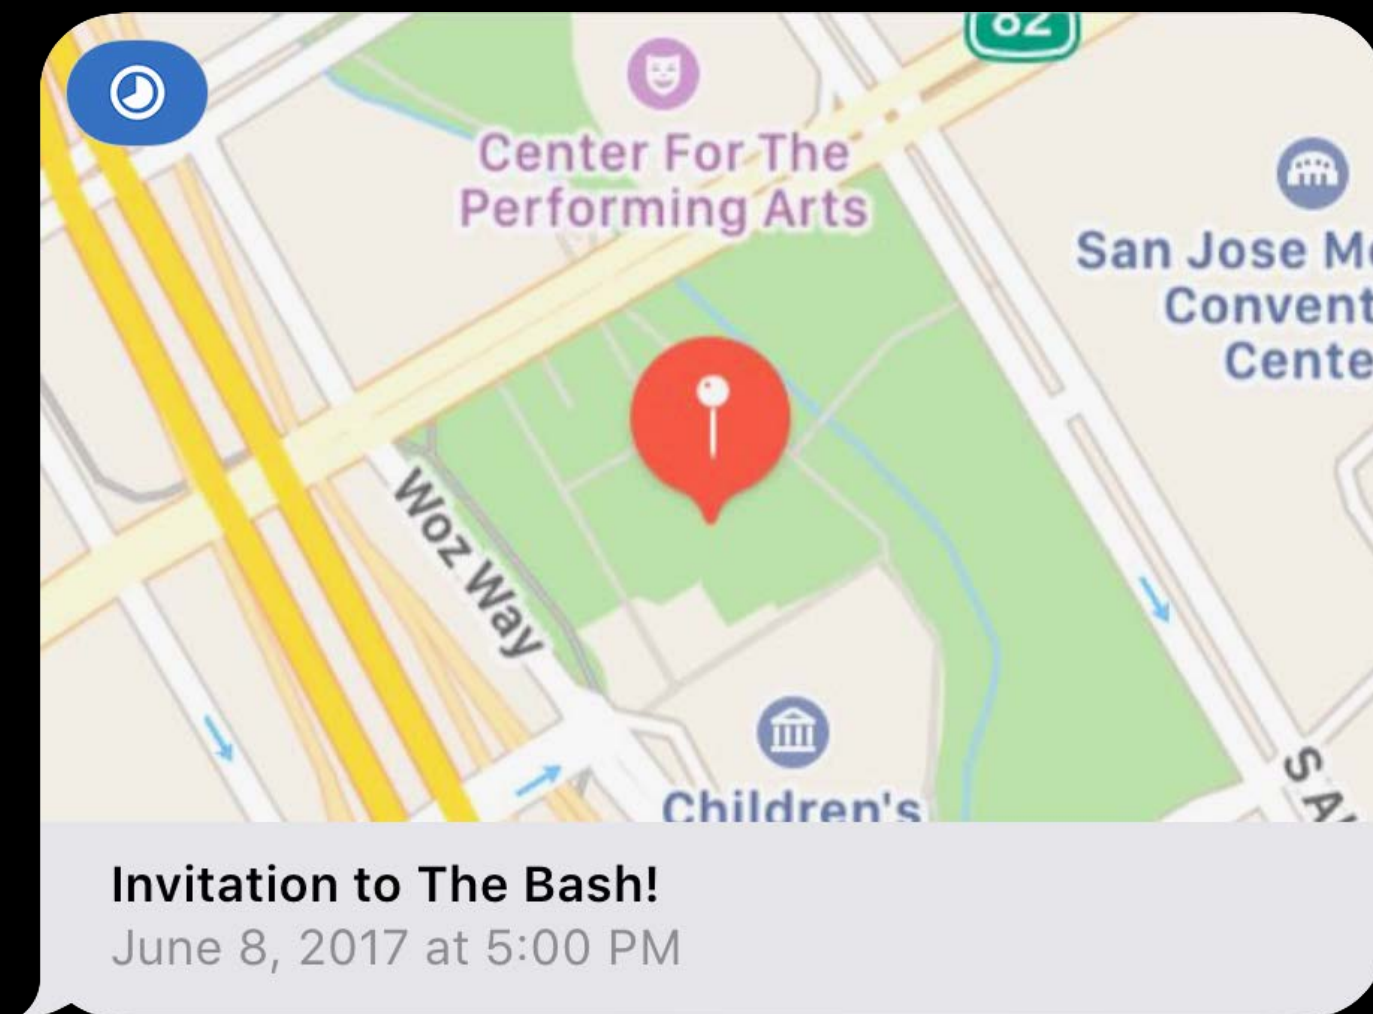 82
Center For The
Performing Arts
San Jose
Convent
Cente
Woz Way
Children's
S
Invitation to The Bash!
June 8, 2017 at 5:00 PM